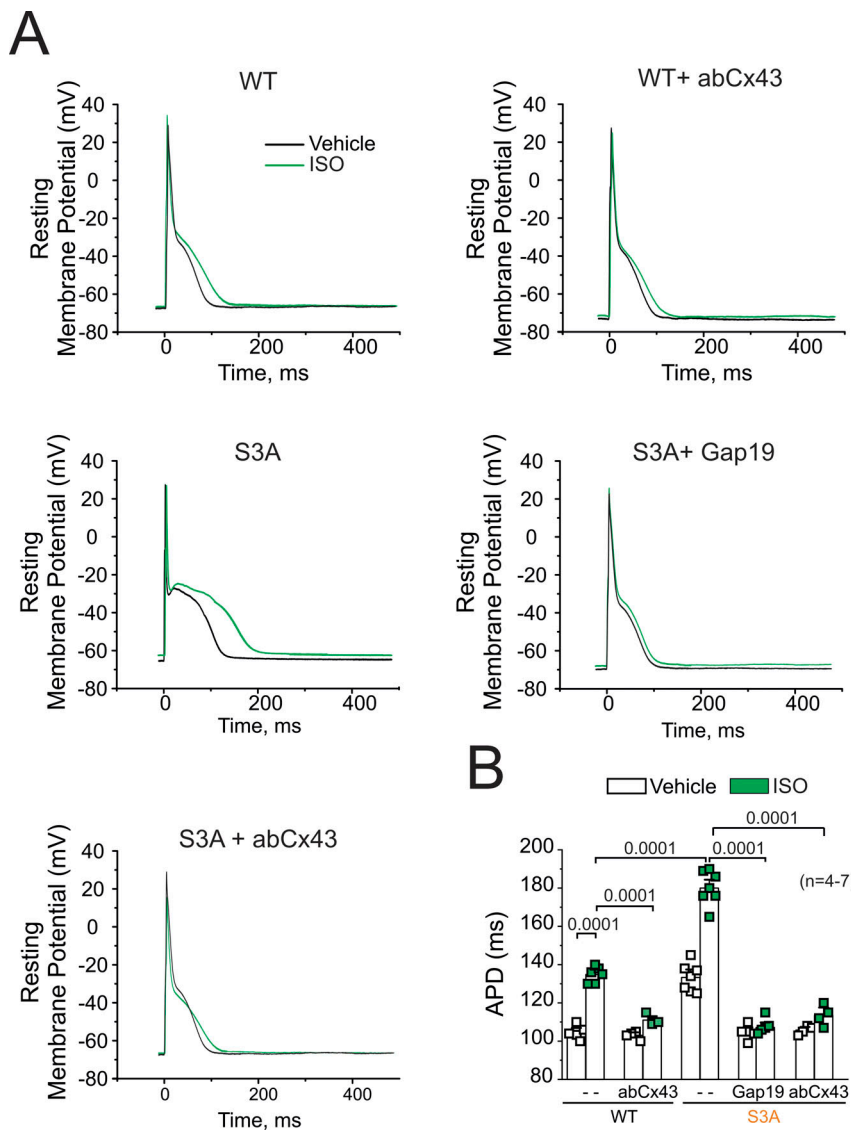 A
WT
Resting
Membrane Potential (mV)
40
20
0
-20
-40
-60
-80
Vehicle
ISO
0 200 400
Time, ms
WT+ abCx43
Resting
Membrane Potential (mV)
40
20
0
-20
-40
-60
-80
0 200 400
Time, ms
S3A
Resting
Membrane Potential (mV)
40
20
0
-20
-40
-60
-80
0 200 400
Time, ms
S3A+ Gap19
Resting
Membrane Potential (mV)
40
20
0
-20
-40
-60
-80
0 200 400
Time, ms
S3A + abCx43
Resting
Membrane Potential (mV)
40
20
0
-20
-40
-60
-80
0 200 400
Time, ms
B
Vehicle ISO
APD (ms)
200
180
160
140
120
100
80
0.0001
0.0001 0.0001
0.0001
0.0001
(n=4-7
-- abCx43 -- Gap19 abCx43
WT S3A